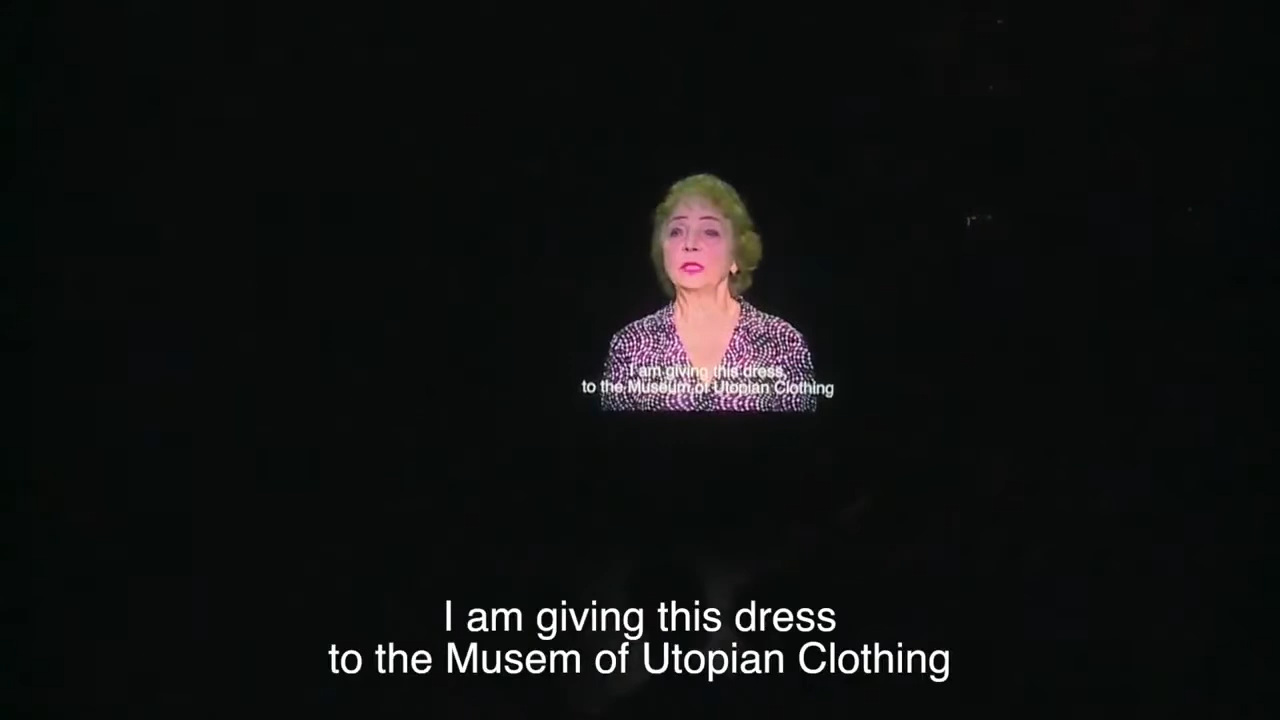 I am giving this dress
to the Museum of Utopian Clothing
I am giving this dress
to the Musem of Utopian Clothing